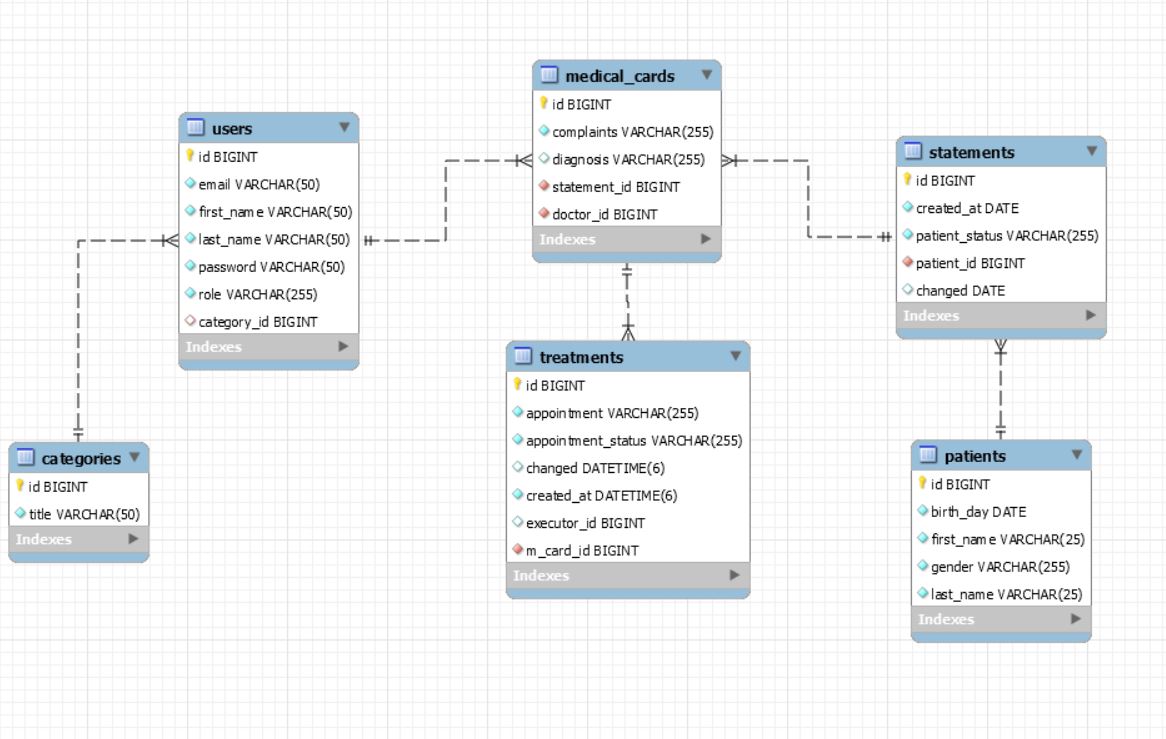 users
id BIGINT
email VARCHAR(50)
first_name VARCHAR(50)
last_name VARCHAR(50)
password VARCHAR(50)
role VARCHAR(255)
category_id BIGINT
Indexes
categories
id BIGINT
title VARCHAR(50)
Indexes
medical_cards
id BIGINT
complaints VARCHAR(255)
diagnosis VARCHAR(255)
statement_id BIGINT
doctor_id BIGINT
Indexes
treatments
id BIGINT
appointment VARCHAR(255)
appointment_status VARCHAR(255)
changed DATETIME(6)
created_at DATETIME(6)
executor_id BIGINT
m_card_id BIGINT
Indexes
statements
id BIGINT
created_at DATE
patient_status VARCHAR(255)
patient_id BIGINT
changed DATE
Indexes
patients
id BIGINT
birth_day DATE
first_name VARCHAR(25)
gender VARCHAR(255)
last_name VARCHAR(25)
Indexes